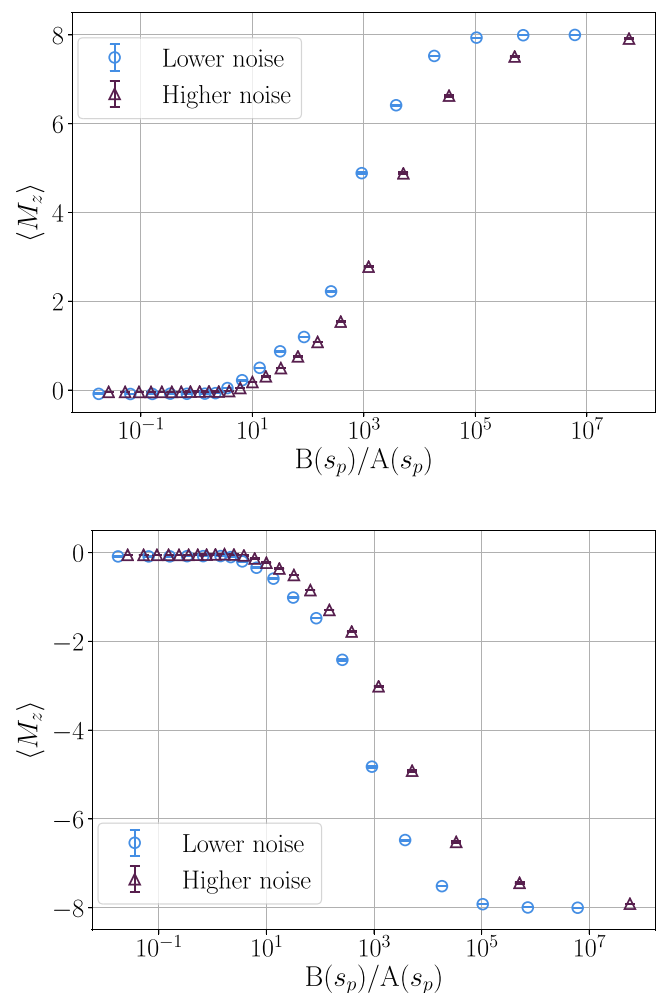 8
Lower noise
Higher noise
6
⟨M_z⟩
4
2
0
10^{-1} 10^1 10^3 10^5 10^7
B(s_p)/A(s_p)
0
−2
⟨M_z⟩
−4
−6
Lower noise
Higher noise
−8
10^{-1} 10^1 10^3 10^5 10^7
B(s_p)/A(s_p)